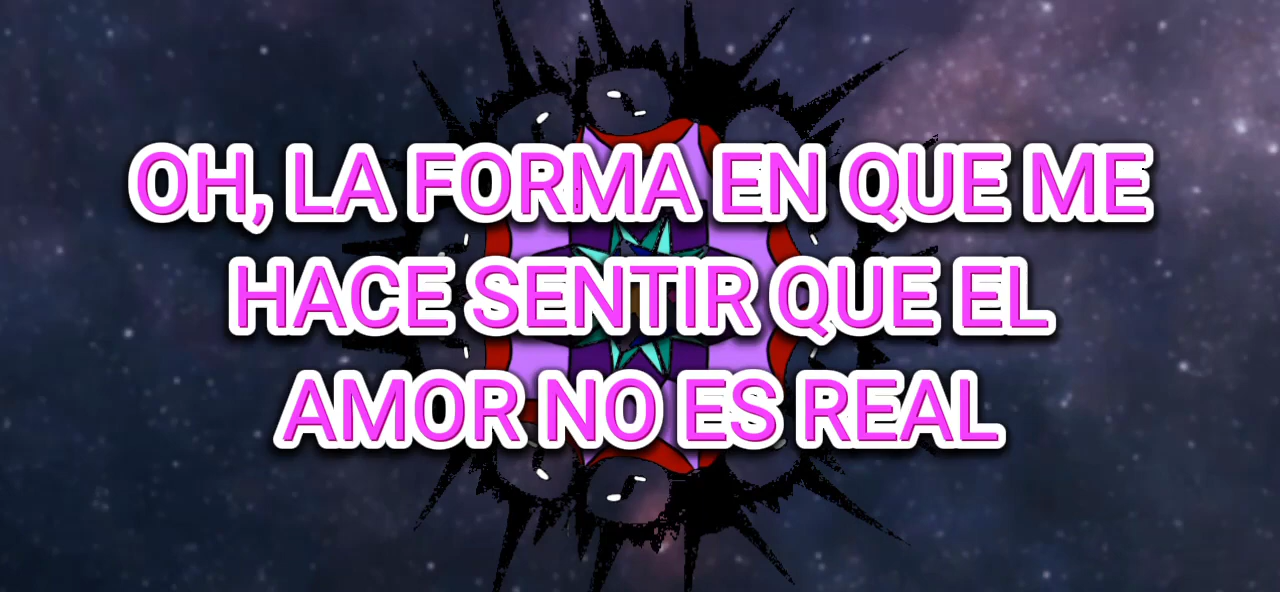 OH, LA FORMA EN QUE ME
HACE SENTIR QUE EL
AMOR NO ES REAL